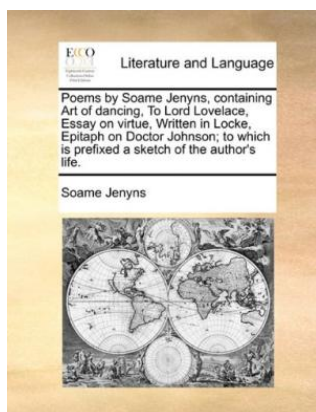 ECCO
Literature and Language
Poems by Soame Jenyns, containing
Art of dancing, To Lord Lovelace,
Essay on virtue, Written in Locke,
Epitaph on Doctor Johnson; to which
is prefixed a sketch of the author's
life.
Soame Jenyns